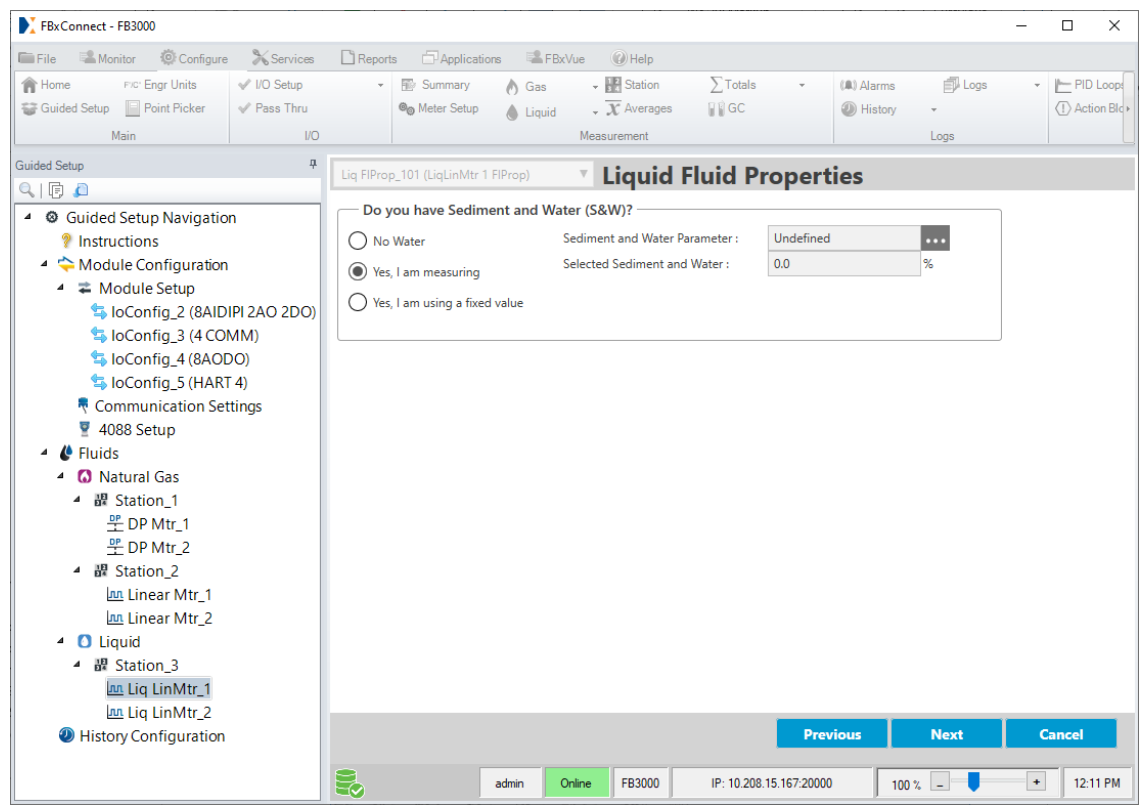 FBxConnect - FB3000
File Monitor Configure Services Reports Applications FBxVue Help
Home Engr Units I/O Setup Summary Gas Station Totals Alarms Logs PID Loops
Guided Setup Point Picker Pass Thru Meter Setup Liquid Averages GC History Action Blc
Main I/O Measurement Logs
Guided Setup
Liq FlProp_101 (LiqLinMtr 1 FlProp)
Liquid Fluid Properties
Guided Setup Navigation
Instructions
Module Configuration
Module Setup
IoConfig_2 (8AIDIPI 2AO 2DO)
IoConfig_3 (4 COMM)
IoConfig_4 (8AODO)
IoConfig_5 (HART 4)
Communication Settings
4088 Setup
Fluids
Natural Gas
Station_1
DP Mtr_1
DP Mtr_2
Station_2
Linear Mtr_1
Linear Mtr_2
Liquid
Station_3
Liq LinMtr_1
Liq LinMtr_2
History Configuration
Do you have Sediment and Water (S&W)?
No Water
Yes, I am measuring
Yes, I am using a fixed value
Sediment and Water Parameter : Undefined ...
Selected Sediment and Water : 0.0 %
Previous Next Cancel
admin Online FB3000 IP: 10.208.15.167:20000 100 % - + 12:11 PM